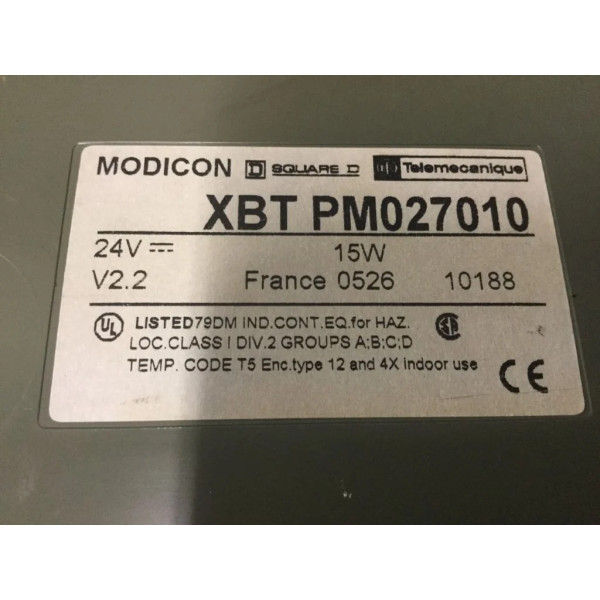 MODICON D SQUARE D Telemecanique
XBT PM027010
24V 15W
V2.2 France 0526 10188
UL LISTED79DM IND.CONT.EQ.for HAZ.
LOC.CLASS I DIV.2 GROUPS A;B;C;D
TEMP. CODE T5 Enc.type 12 and 4X indoor use
CE